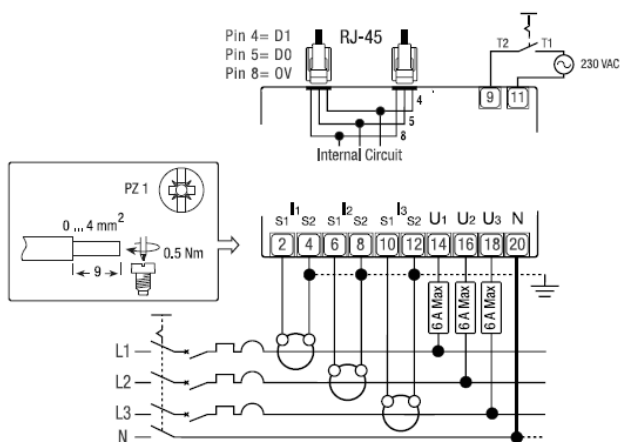 Pin 4= D1
Pin 5= D0
Pin 8= 0V
RJ-45
4
5
8
Internal Circuit
T2 T1
230 VAC
9 11
PZ 1
0 ... 4 mm²
0.5 Nm
9
I1 I2 I3
S1 S2 S1 S2 S1 S2 U1 U2 U3 N
2 4 6 8 10 12 14 16 18 20
6 A Max 6 A Max 6 A Max
L1
L2
L3
N